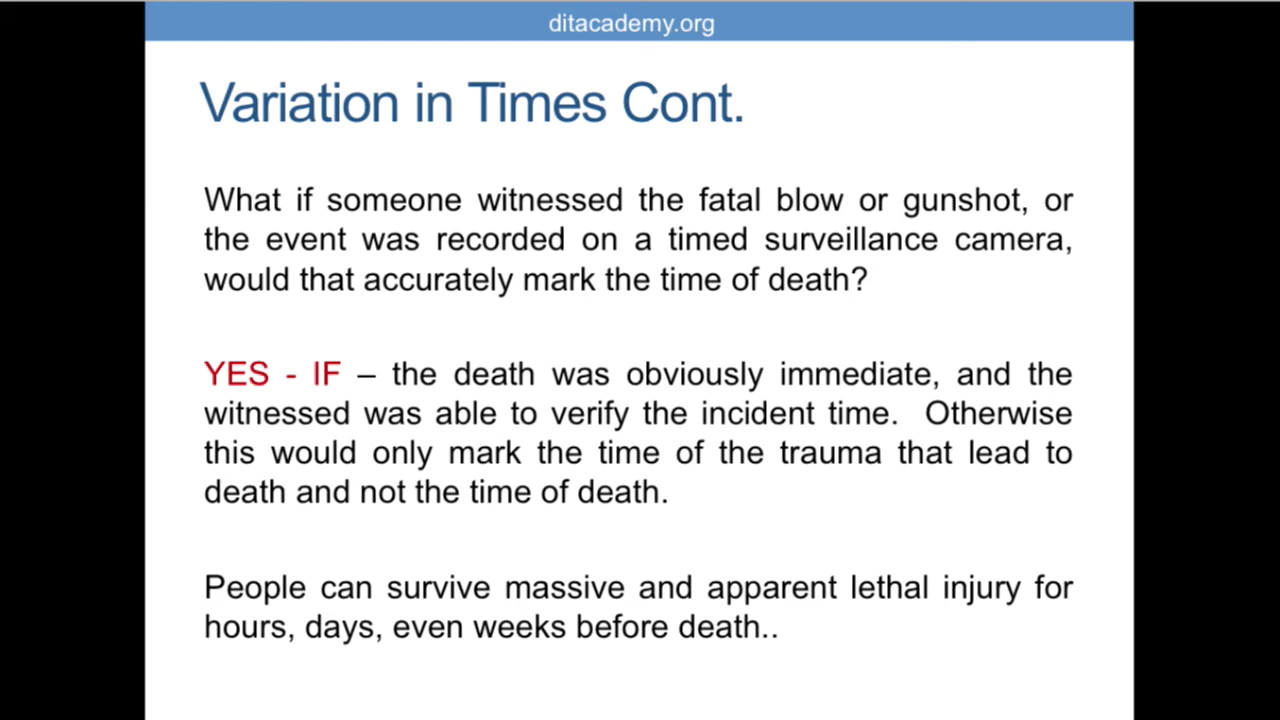 ditacademy.org
Variation in Times Cont.
What if someone witnessed the fatal blow or gunshot, or
the event was recorded on a timed surveillance camera,
would that accurately mark the time of death?
YES - IF – the death was obviously immediate, and the
witnessed was able to verify the incident time. Otherwise
this would only mark the time of the trauma that lead to
death and not the time of death.
People can survive massive and apparent lethal injury for
hours, days, even weeks before death..